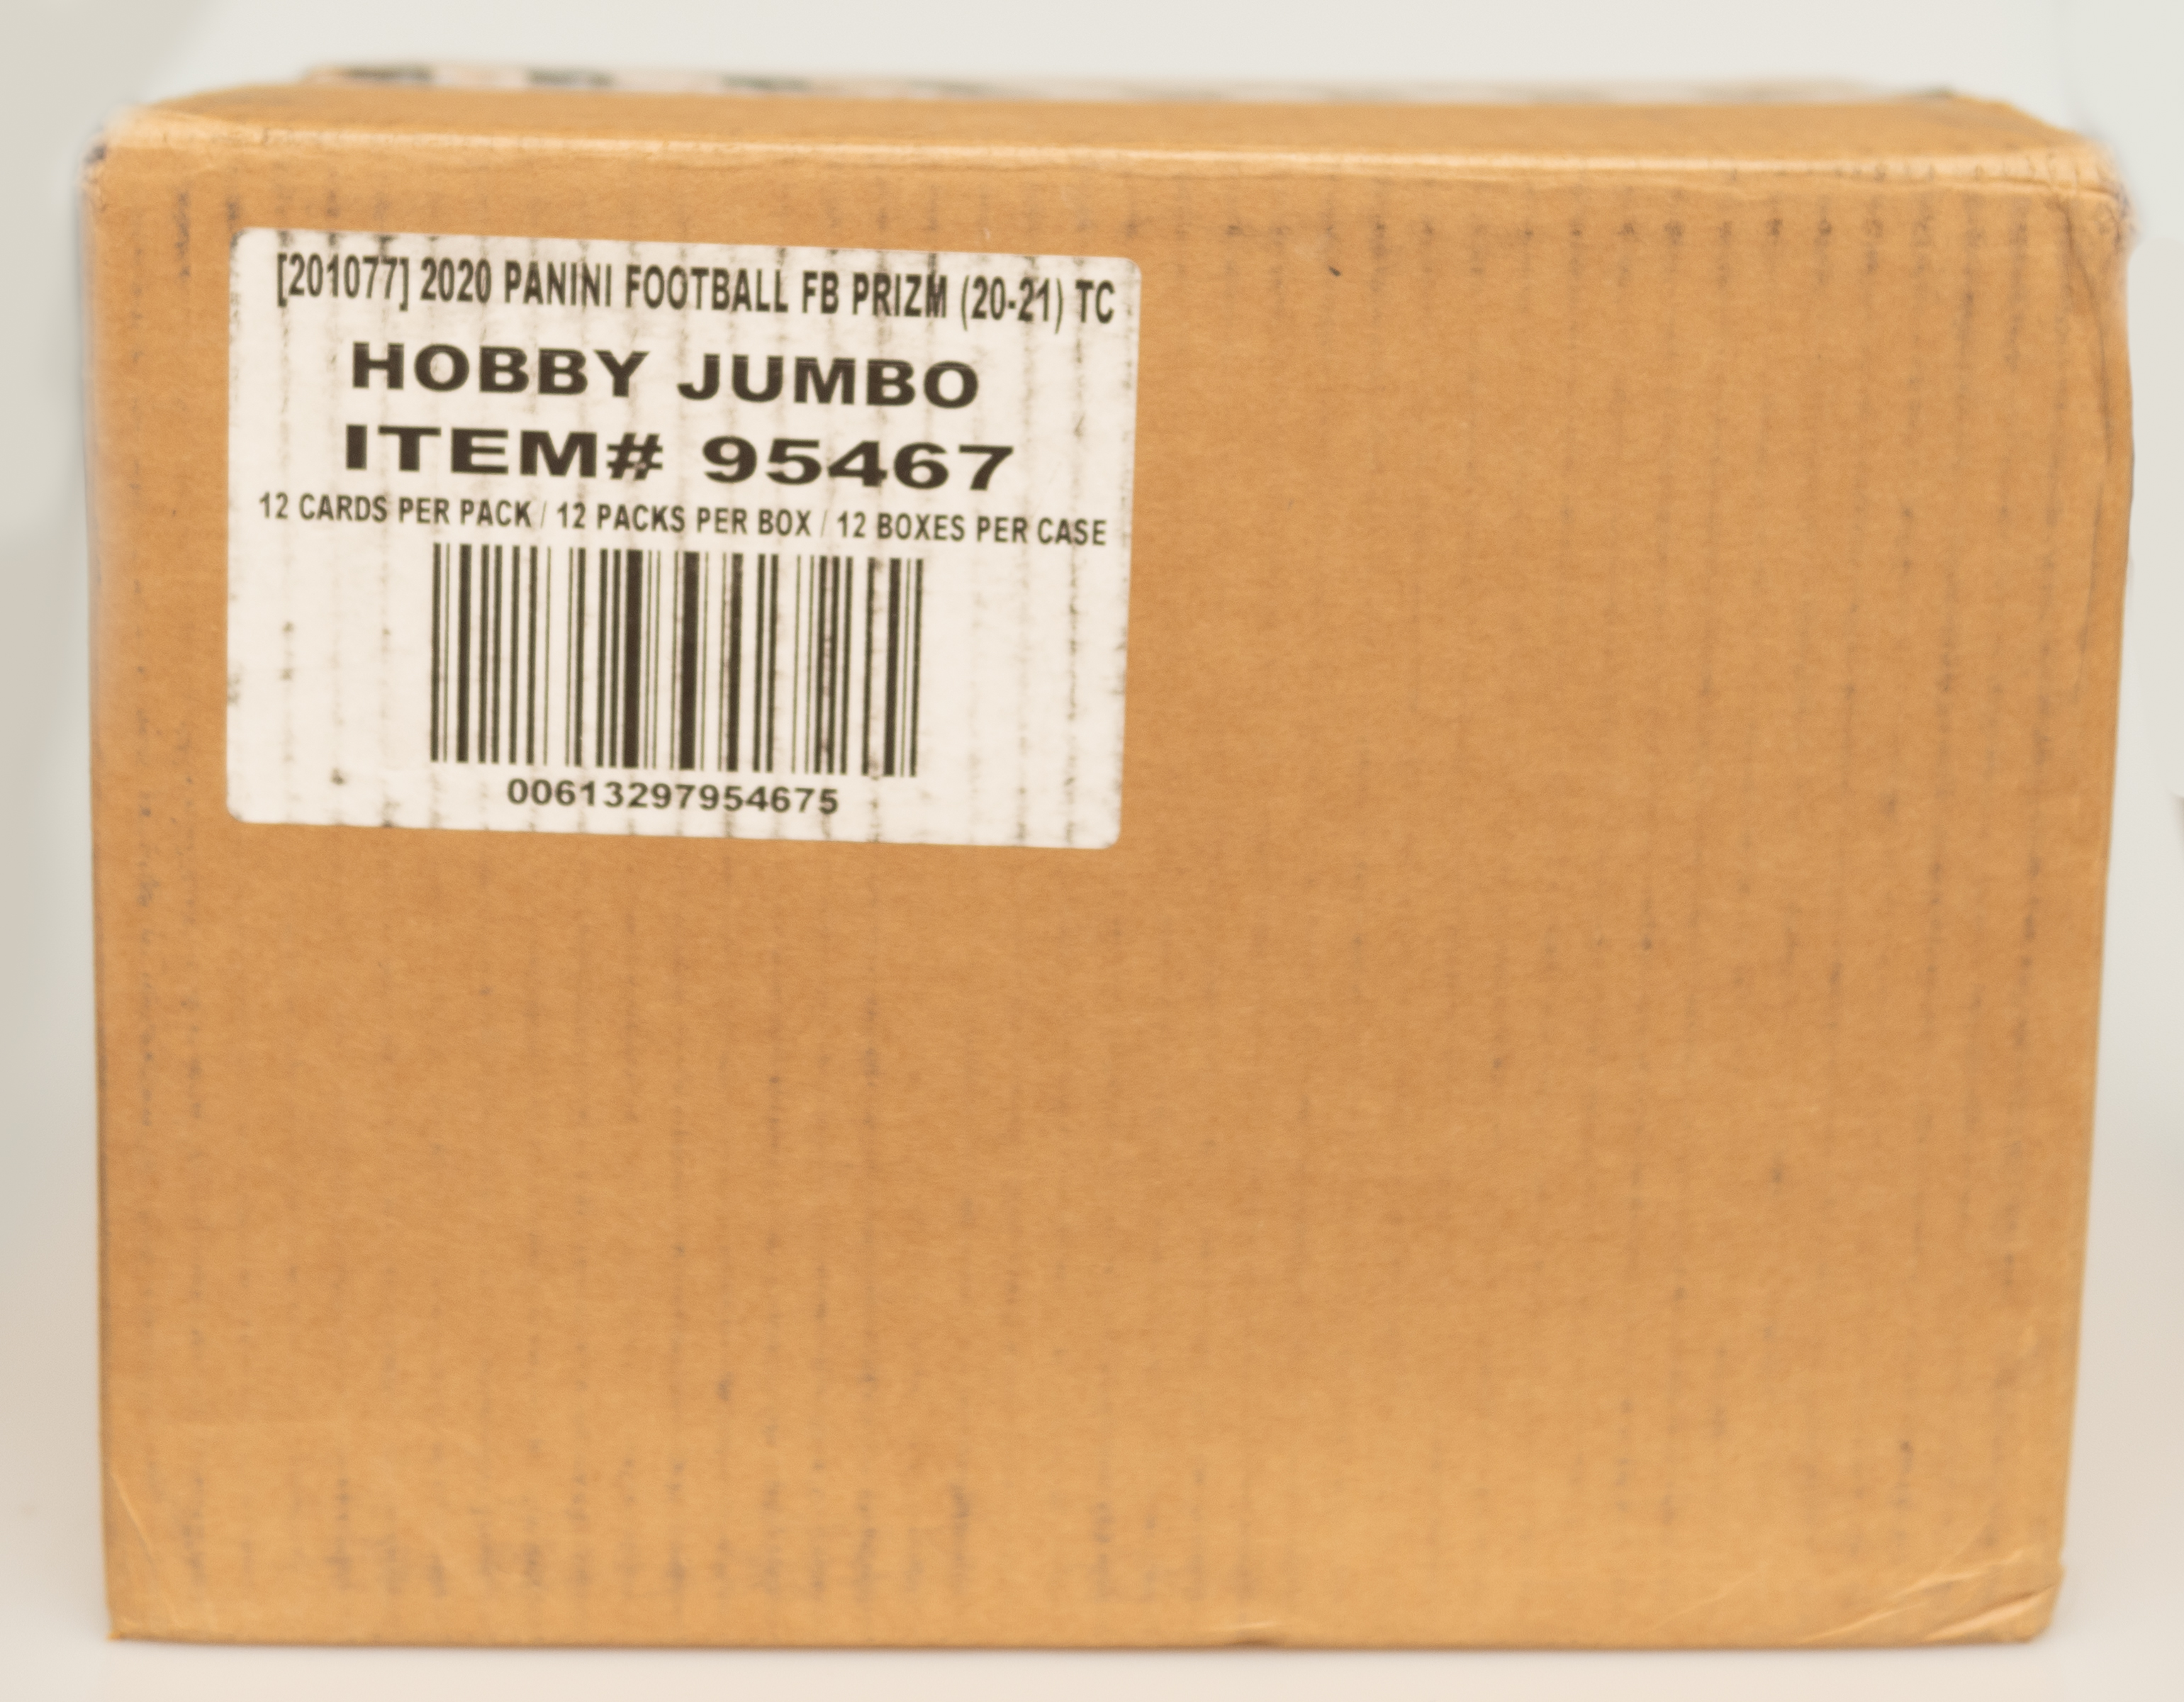 [201077] 2020 PANINI FOOTBALL FB PRIZM (20-21) TC
HOBBY JUMBO
ITEM# 95467
12 CARDS PER PACK / 12 PACKS PER BOX / 12 BOXES PER CASE
00613297954675